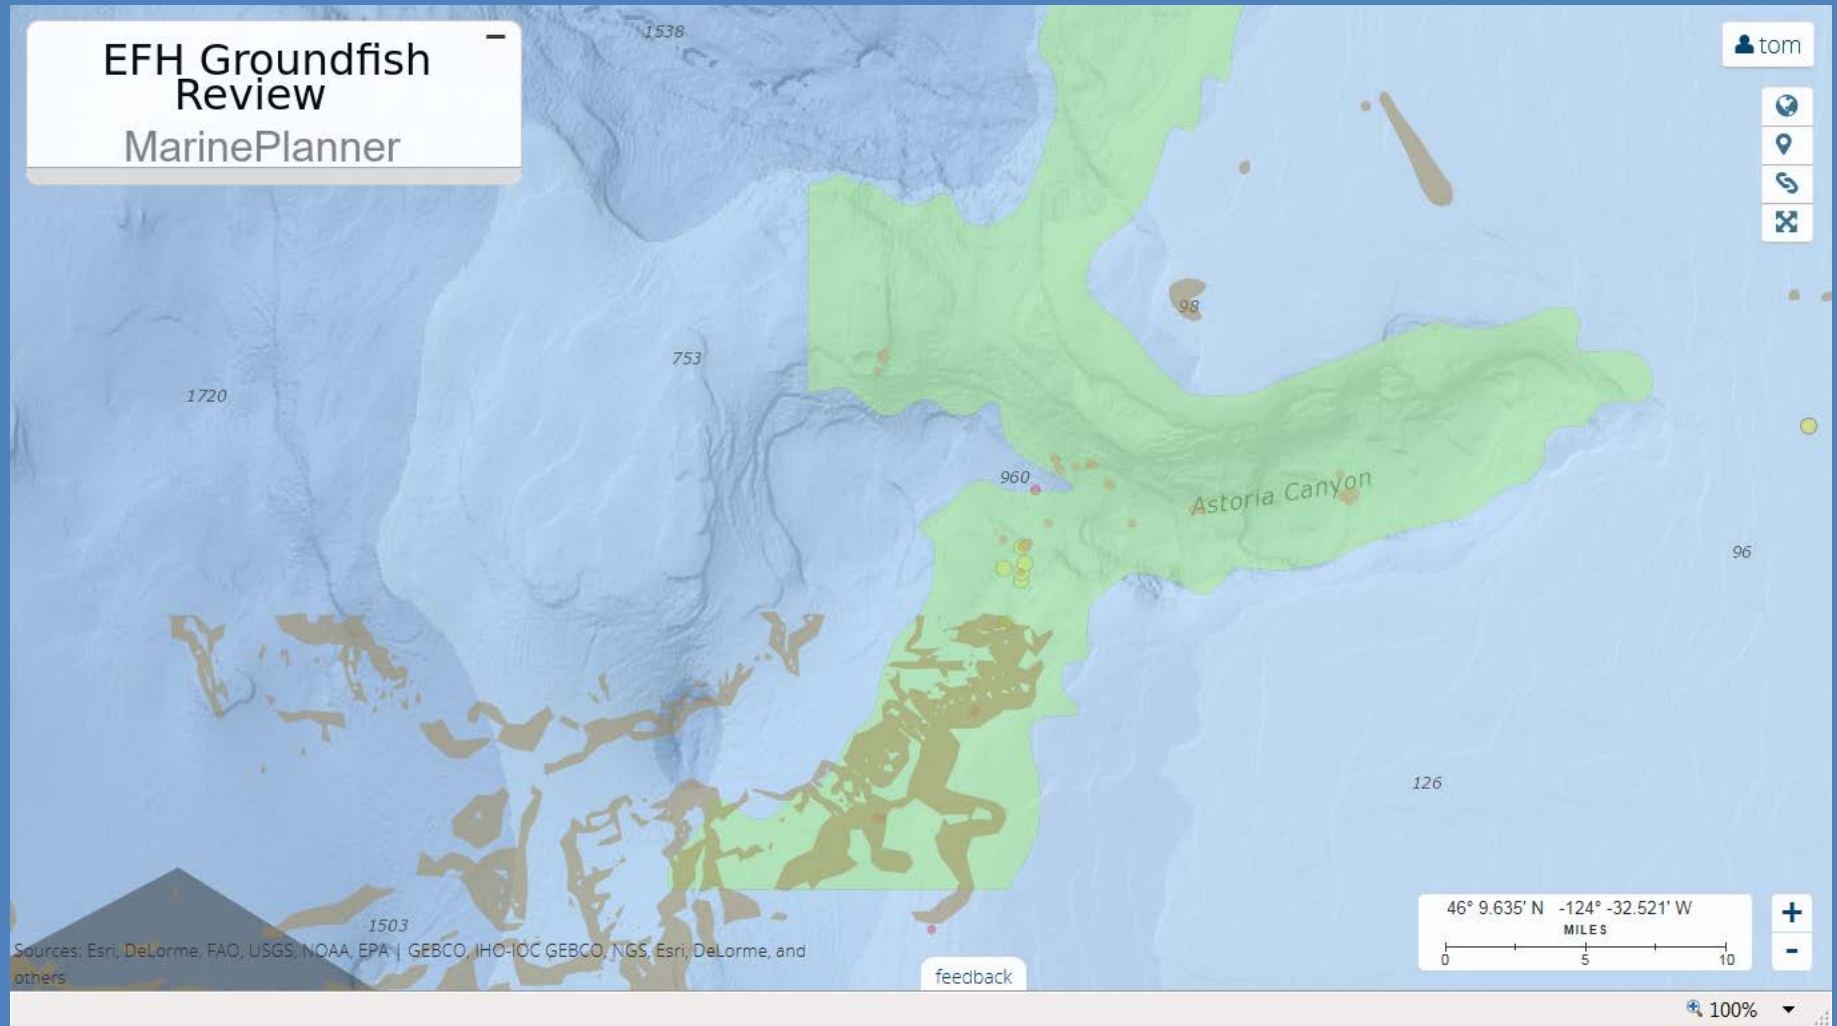 EFH Groundfish
Review
MarinePlanner
tom
1538
98
753
1720
960
Astoria Canyon
96
126
1503
46° 9.635' N -124° -32.521' W
MILES
0 5 10
+
-
Sources: Esri, DeLorme, FAO, USGS, NOAA, EPA | GEBCO, IHO-IOC GEBCO, NGS, Esri, DeLorme, and
others
feedback
100%